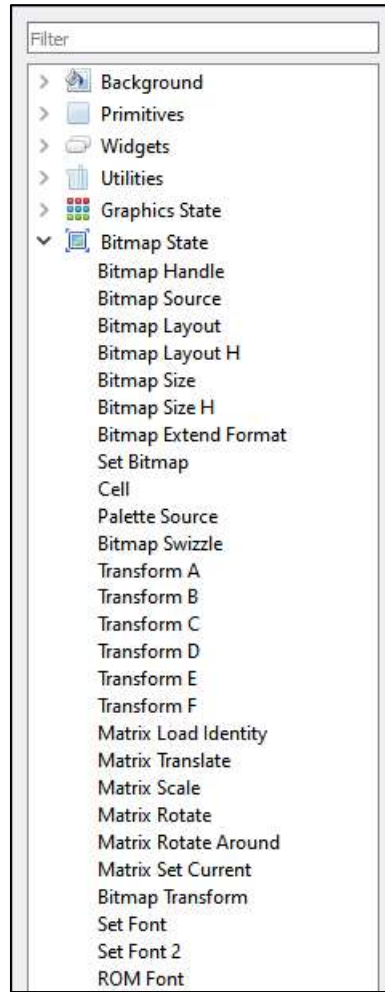 Filter
Background
Primitives
Widgets
Utilities
Graphics State
Bitmap State
Bitmap Handle
Bitmap Source
Bitmap Layout
Bitmap Layout H
Bitmap Size
Bitmap Size H
Bitmap Extend Format
Set Bitmap
Cell
Palette Source
Bitmap Swizzle
Transform A
Transform B
Transform C
Transform D
Transform E
Transform F
Matrix Load Identity
Matrix Translate
Matrix Scale
Matrix Rotate
Matrix Rotate Around
Matrix Set Current
Bitmap Transform
Set Font
Set Font 2
ROM Font